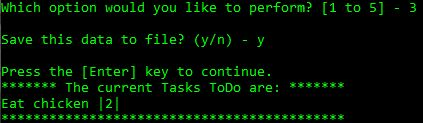 Which option would you like to perform? [1 to 5] - 3
Save this data to file? (y/n) - y
Press the [Enter] key to continue.
******* The current Tasks ToDo are: *******
Eat chicken |2|
*******************************************